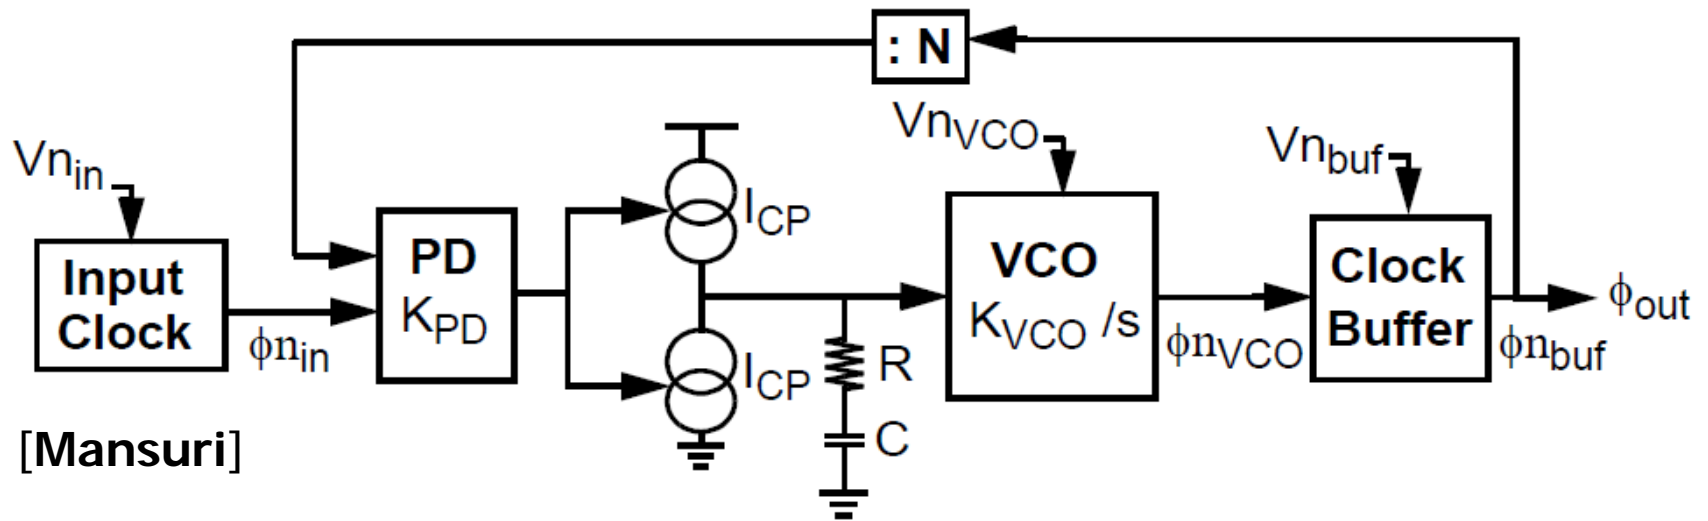 : N
Vn_VCO
Vn_buf
Vn_in
I_CP
PD
K_PD
VCO
K_VCO /s
Clock
Buffer
Input
Clock
ϕn_in
ϕn_VCO
ϕ_out
ϕn_buf
I_CP
R
C
[Mansuri]